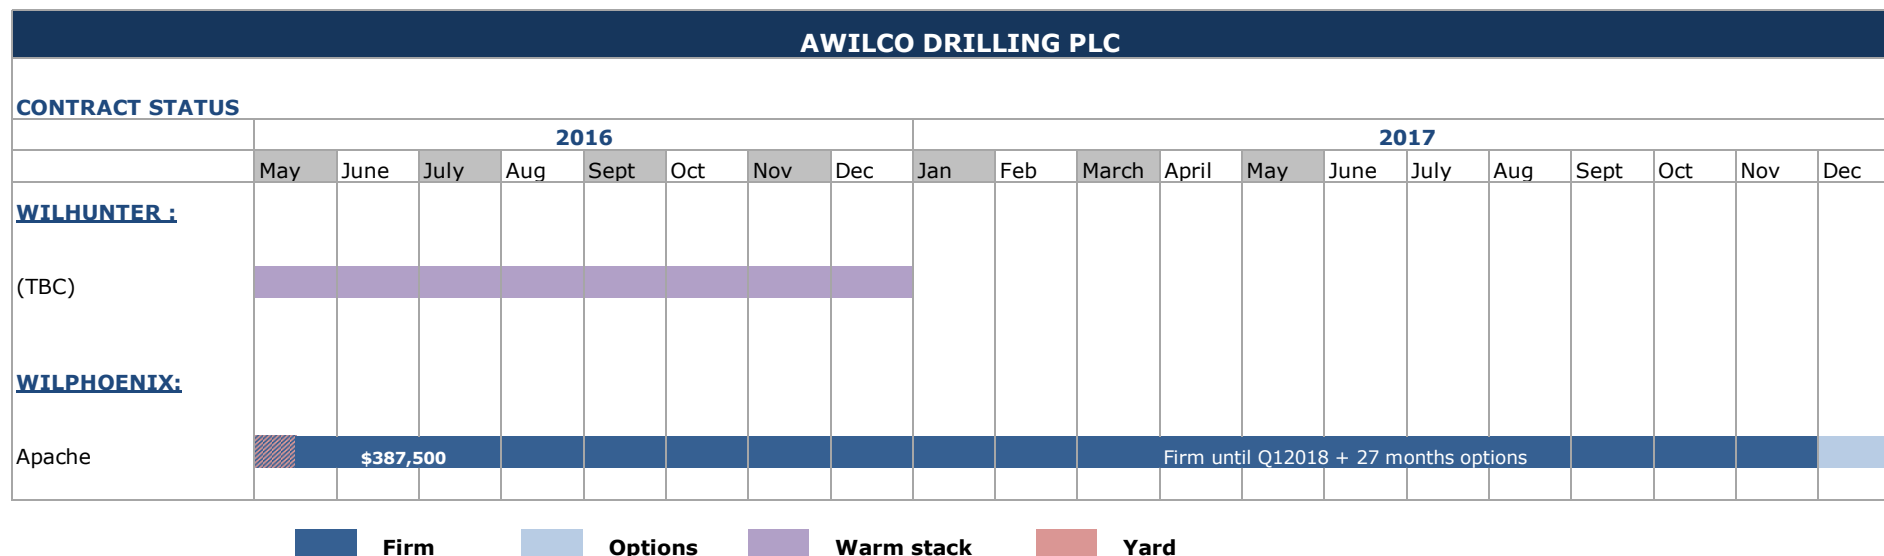 AWILCO DRILLING PLC
CONTRACT STATUS
2016 2017
May June July Aug Sept Oct Nov Dec Jan Feb March April May June July Aug Sept Oct Nov Dec
WILHUNTER :
(TBC)
WILPHOENIX:
Apache $387,500 Firm until Q12018 + 27 months options
Firm Options Warm stack Yard